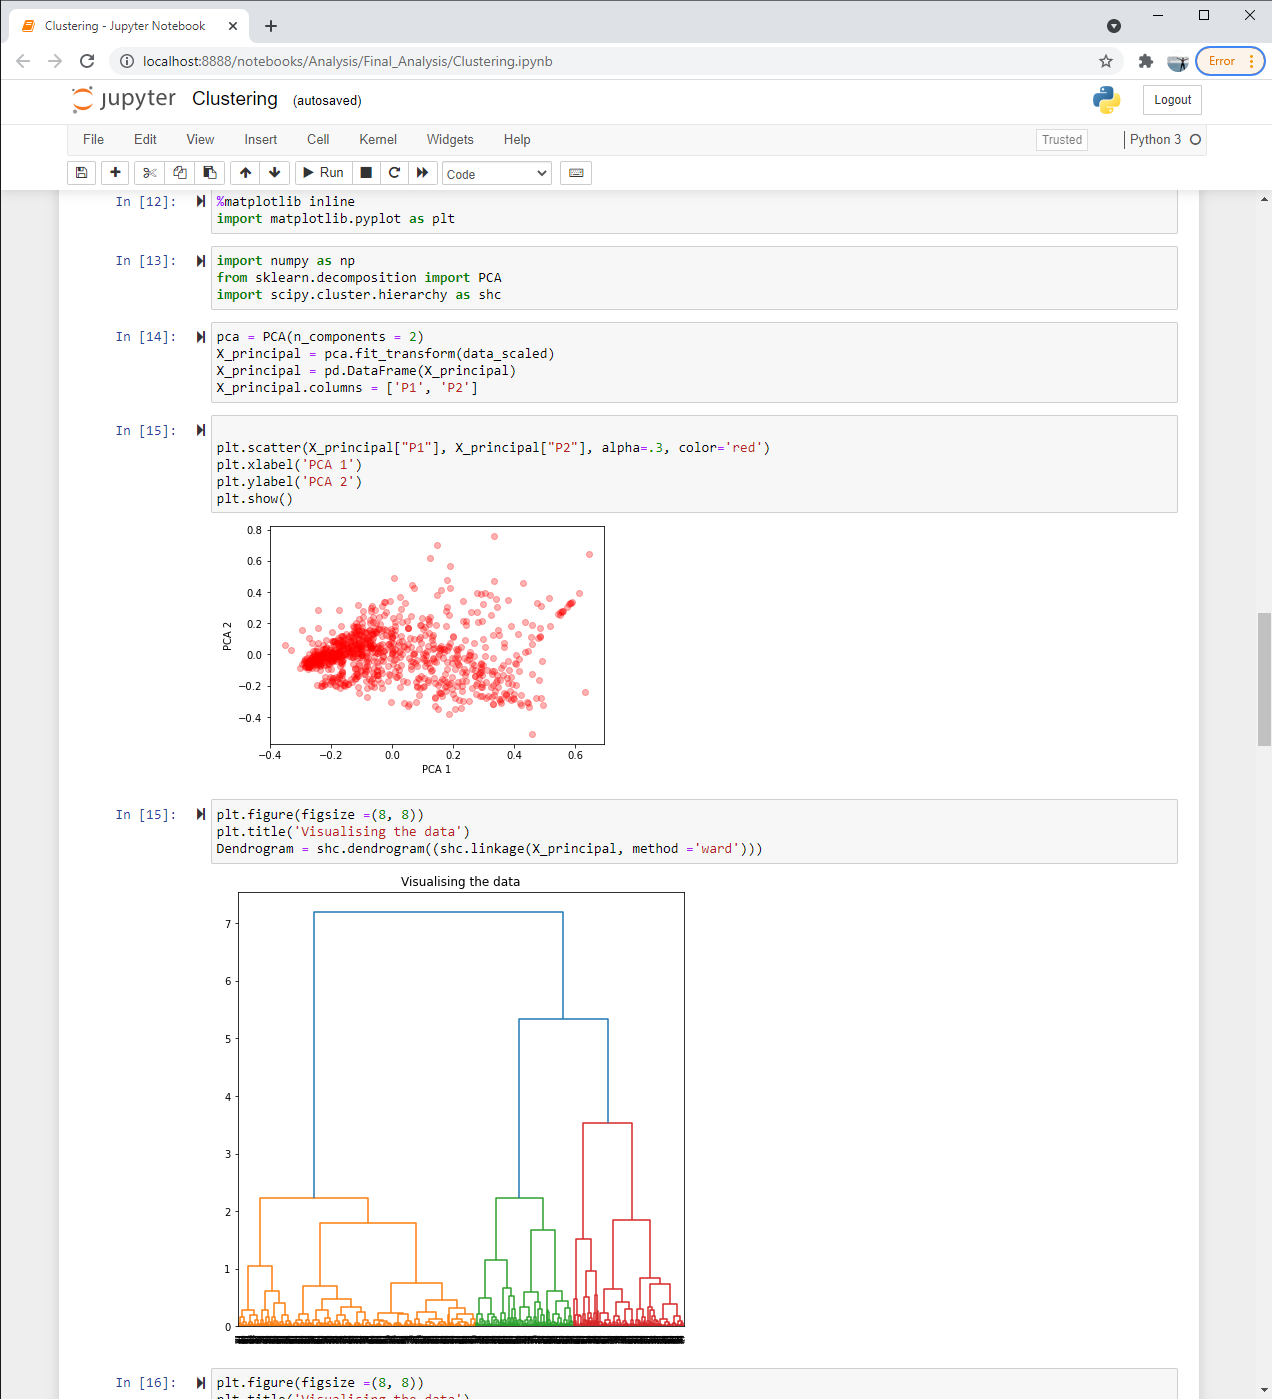 Clustering - Jupyter Notebook
localhost:8888/notebooks/Analysis/Final_Analysis/Clustering.ipynb
Error
jupyter Clustering (autosaved)
Logout
File Edit View Insert Cell Kernel Widgets Help
Trusted
Python 3
Run
Code
In [12]:
%matplotlib inline
import matplotlib.pyplot as plt
In [13]:
import numpy as np
from sklearn.decomposition import PCA
import scipy.cluster.hierarchy as shc
In [14]:
pca = PCA(n_components = 2)
X_principal = pca.fit_transform(data_scaled)
X_principal = pd.DataFrame(X_principal)
X_principal.columns = ['P1', 'P2']
In [15]:
plt.scatter(X_principal["P1"], X_principal["P2"], alpha=.3, color='red')
plt.xlabel('PCA 1')
plt.ylabel('PCA 2')
plt.show()
0.8
0.6
0.4
0.2
0.0
−0.2
−0.4
PCA 2
−0.4 −0.2 0.0 0.2 0.4 0.6
PCA 1
In [15]:
plt.figure(figsize =(8, 8))
plt.title('Visualising the data')
Dendrogram = shc.dendrogram((shc.linkage(X_principal, method ='ward')))
Visualising the data
7
6
5
4
3
2
1
0
In [16]:
plt.figure(figsize =(8, 8))
plt.title('Visualising the data')